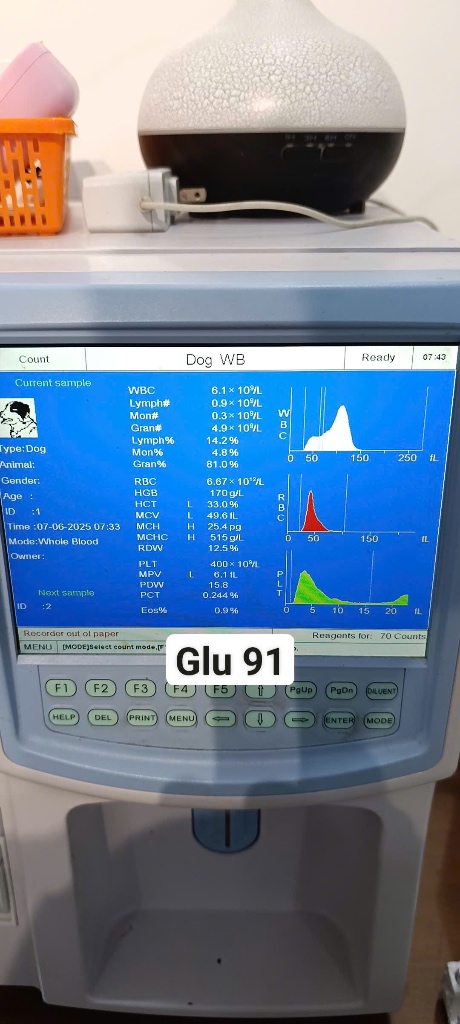 Count Dog WB Ready 07:43
Current sample
Type:Dog
Animal:
Gender:
Age :
ID :1
Time :07-06-2025 07:33
Mode:Whole Blood
Owner:
Next sample
ID :2
WBC 6.1 × 10⁹/L
Lymph# 0.9 × 10⁹/L
Mon# 0.3 × 10⁹/L
Gran# 4.9 × 10⁹/L
Lymph% 14.2 %
Mon% 4.8 %
Gran% 81.0 %
RBC 6.67 × 10¹²/L
HGB 170 g/L
HCT L 33.0 %
MCV L 49.6 fL
MCH H 25.4 pg
MCHC H 515 g/L
RDW 12.5 %
PLT 400 × 10⁹/L
MPV L 6.1 fL
PDW 15.8
PCT 0.244 %
Eos% 0.9 %
WBC
0 50 150 250 fL
RBC
0 50 150 fL
PLT
0 5 10 15 20 fL
Recorder out of paper Reagents for: 70 Counts
MENU [MODE]Select count mode,[F
Glu 91
F1 F2 F3 F4 F5 ⇧ PgUp PgDn DILUENT
HELP DEL PRINT MENU ⇦ ⇩ ⇨ ENTER MODE